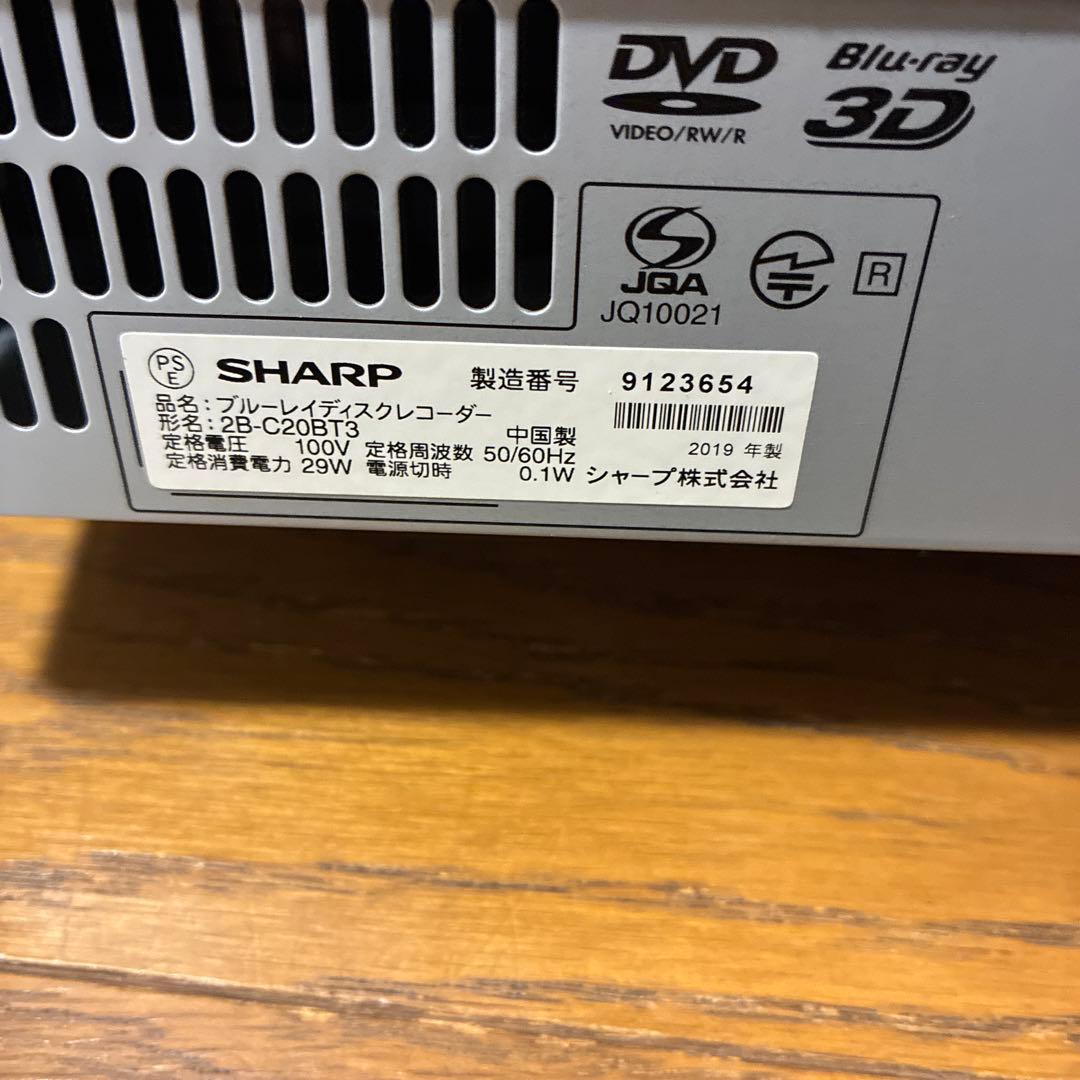 DVD
VIDEO/RW/R
Blu-ray
3D
JQA
JQ10021
R
PS
E
SHARP 製造番号 9123654
品名:ブルーレイディスクレコーダー
形名:2B-C20BT3 中国製
2019 年製
定格電圧 100V 定格周波数 50/60Hz
定格消費電力 29W 電源切時 0.1W シャープ株式会社